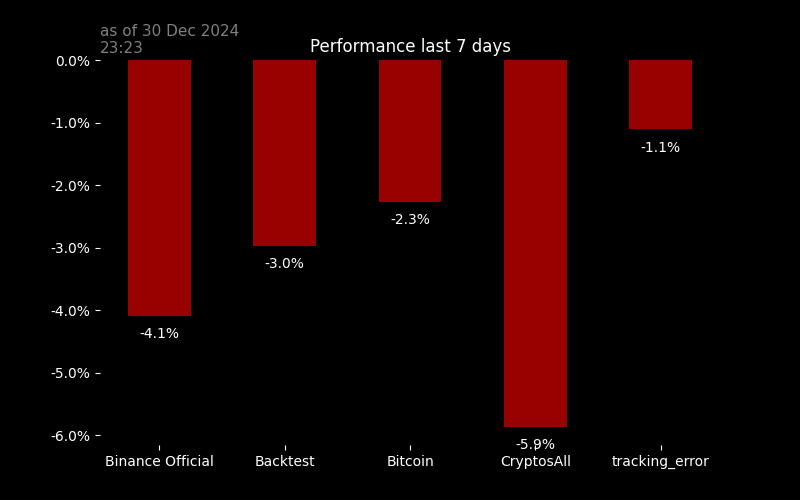 as of 30 Dec 2024
23:23
Performance last 7 days
0.0%
-1.0%
-2.0%
-3.0%
-4.0%
-5.0%
-6.0%
-4.1%
-3.0%
-2.3%
-5.9%
-1.1%
Binance Official
Backtest
Bitcoin
CryptosAll
tracking_error